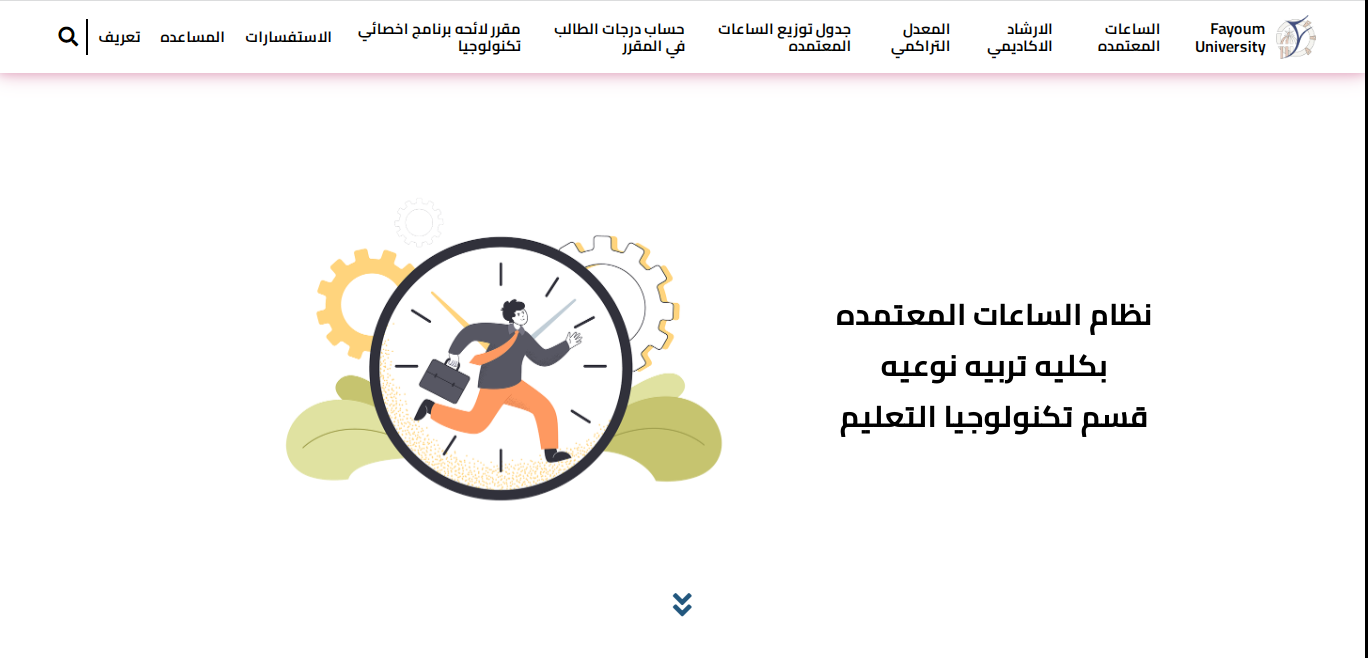 Fayoum
University
الساعات
المعتمده
الارشاد
الاكاديمي
المعدل
التراكمي
جدول توزيع الساعات
المعتمده
حساب درجات الطالب
في المقرر
مقرر لائحه برنامج اخصائي
تكنولوجيا
الاستفسارات
المساعده
تعريف
نظام الساعات المعتمده
بكليه تربيه نوعيه
قسم تكنولوجيا التعليم